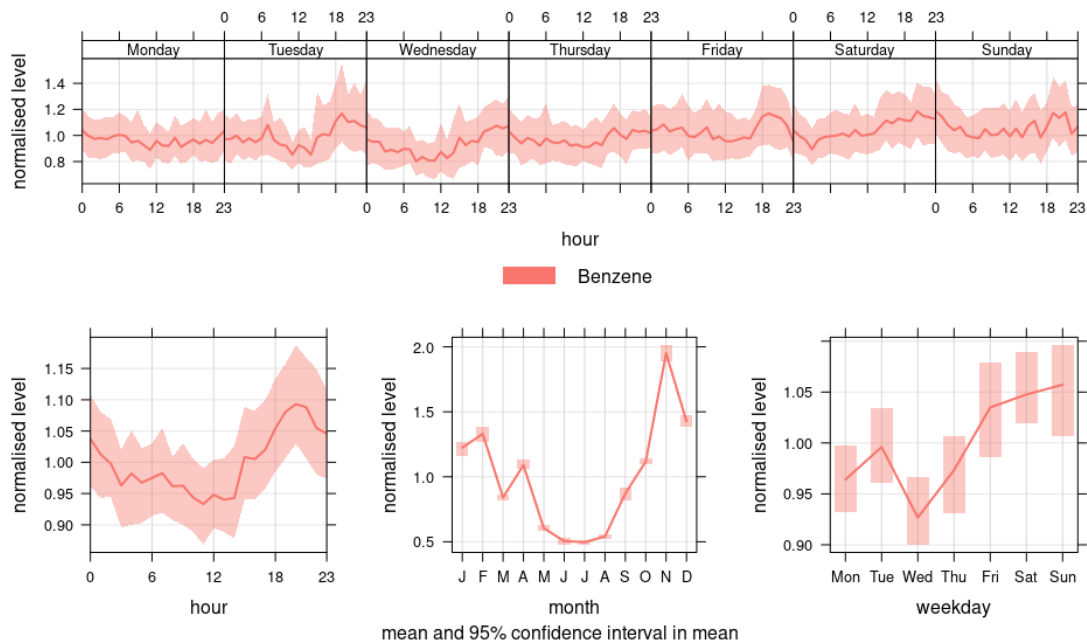 0 6 12 18 23 0 6 12 18 23 0 6 12 18 23
Monday Tuesday Wednesday Thursday Friday Saturday Sunday
normalised level
1.4
1.2
1.0
0.8
0 6 12 18 23 0 6 12 18 23 0 6 12 18 23 0 6 12 18 23
hour
Benzene
normalised level
1.15
1.10
1.05
1.00
0.95
0.90
0 6 12 18 23
hour
normalised level
2.0
1.5
1.0
0.5
J F M A M J J A S O N D
month
normalised level
1.05
1.00
0.95
0.90
Mon Tue Wed Thu Fri Sat Sun
weekday
mean and 95% confidence interval in mean